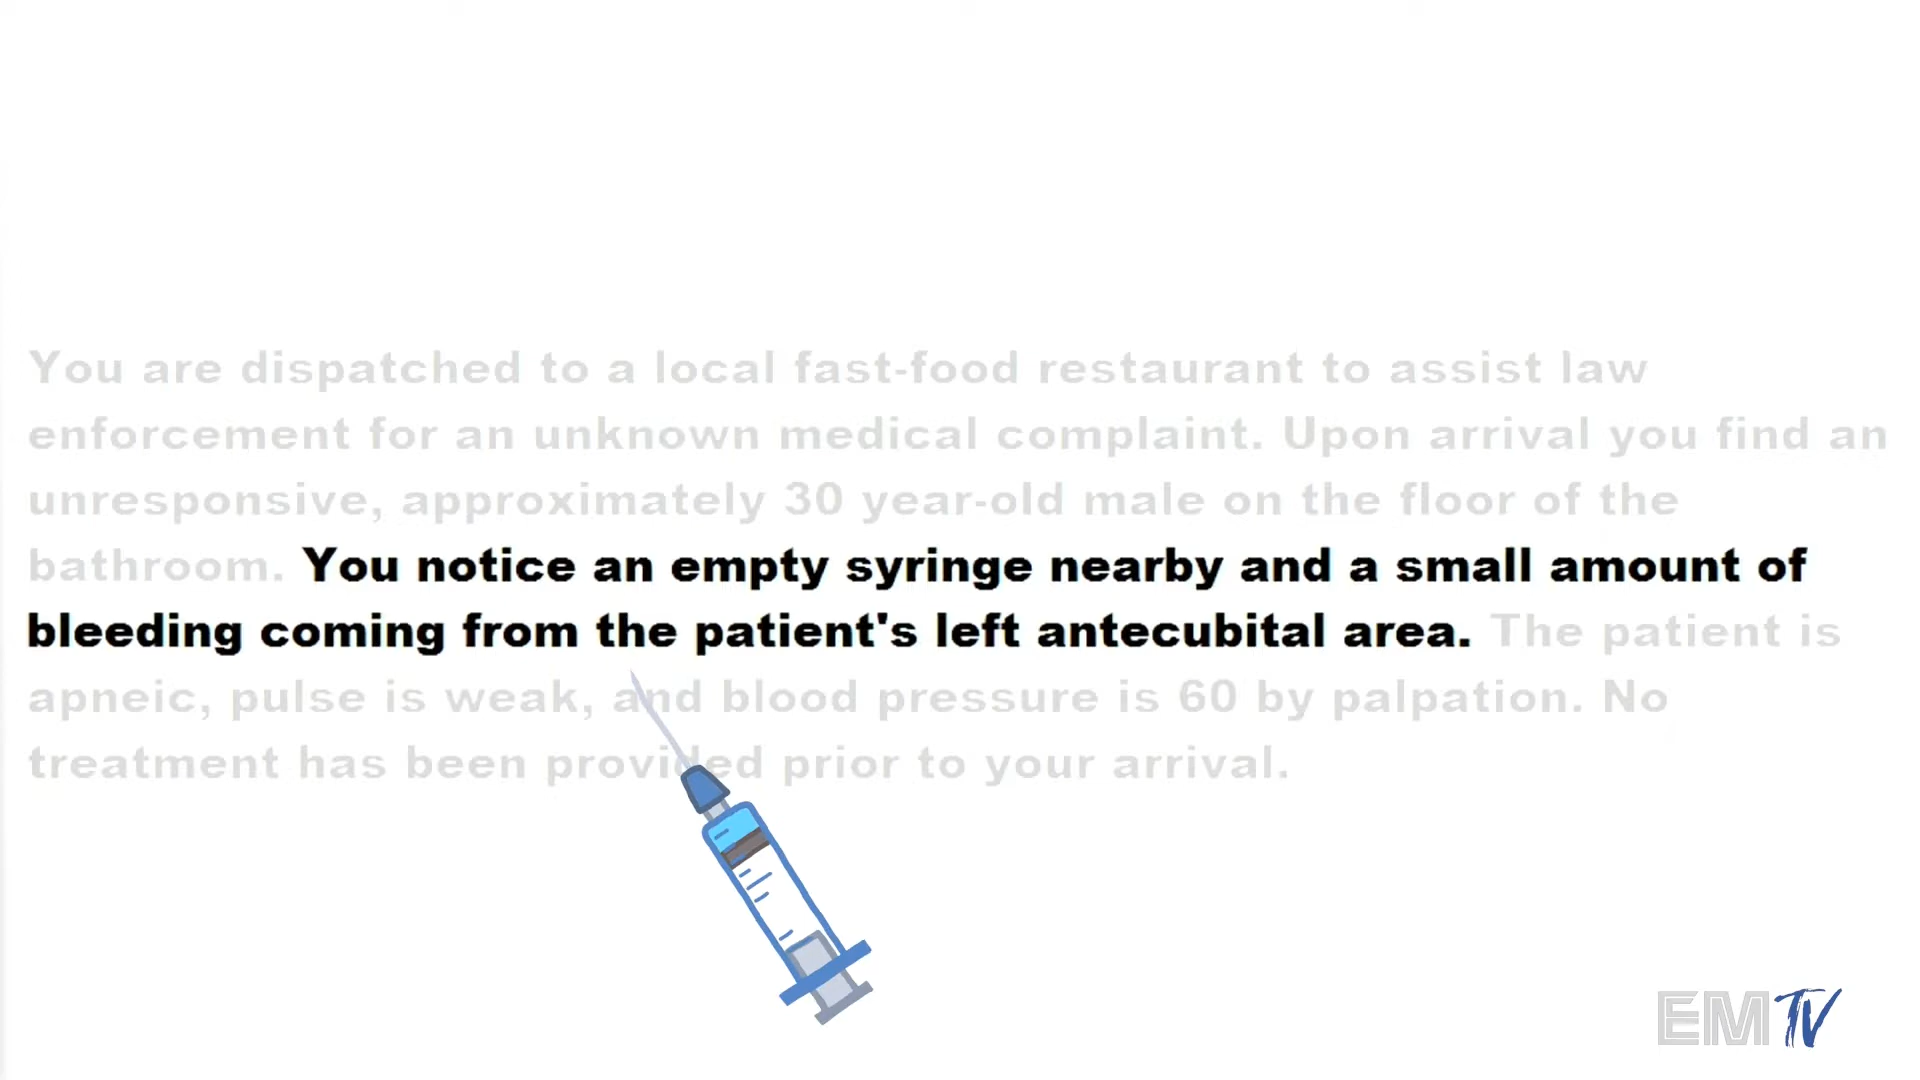 You are dispatched to a local fast-food restaurant to assist law
enforcement for an unknown medical complaint. Upon arrival you find an
unresponsive, approximately 30 year-old male on the floor of the
bathroom. You notice an empty syringe nearby and a small amount of
bleeding coming from the patient's left antecubital area. The patient is
apneic, pulse is weak, and blood pressure is 60 by palpation. No
treatment has been provided prior to your arrival.
EMTV